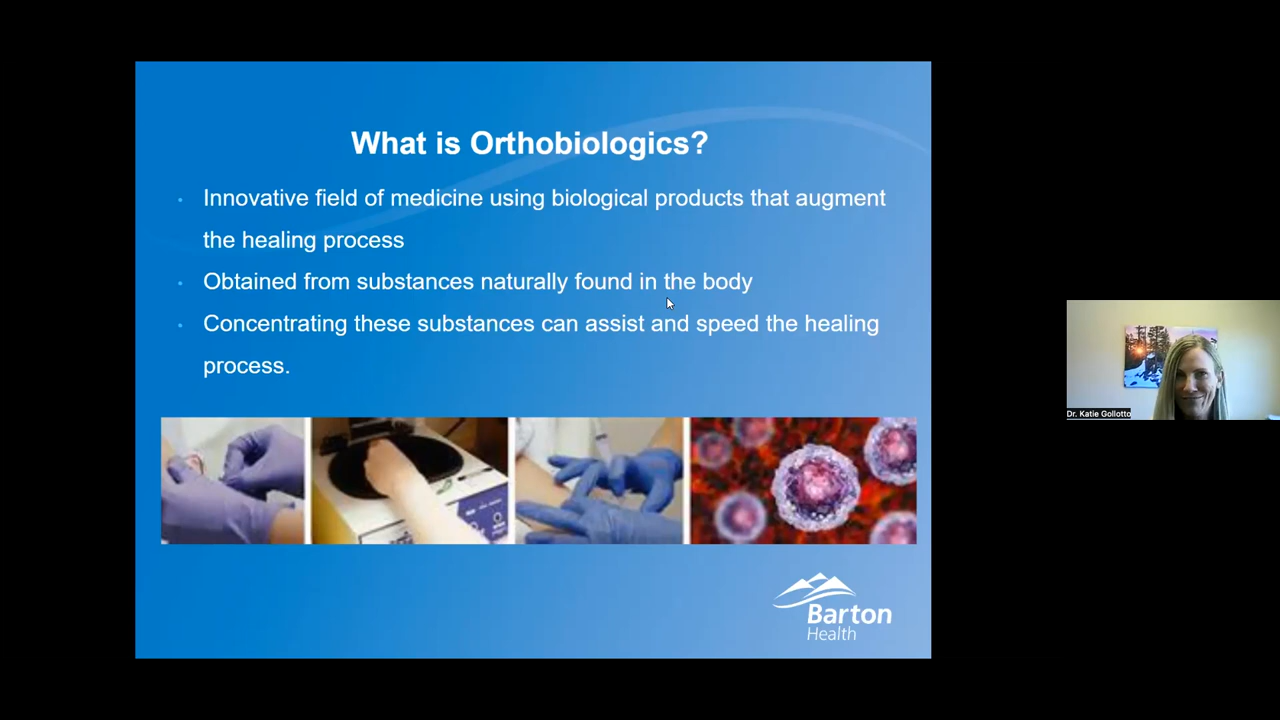 What is Orthobiologics?
• Innovative field of medicine using biological products that augment
the healing process
• Obtained from substances naturally found in the body
• Concentrating these substances can assist and speed the healing
process.
Barton
Health
Dr. Katie Gollotto